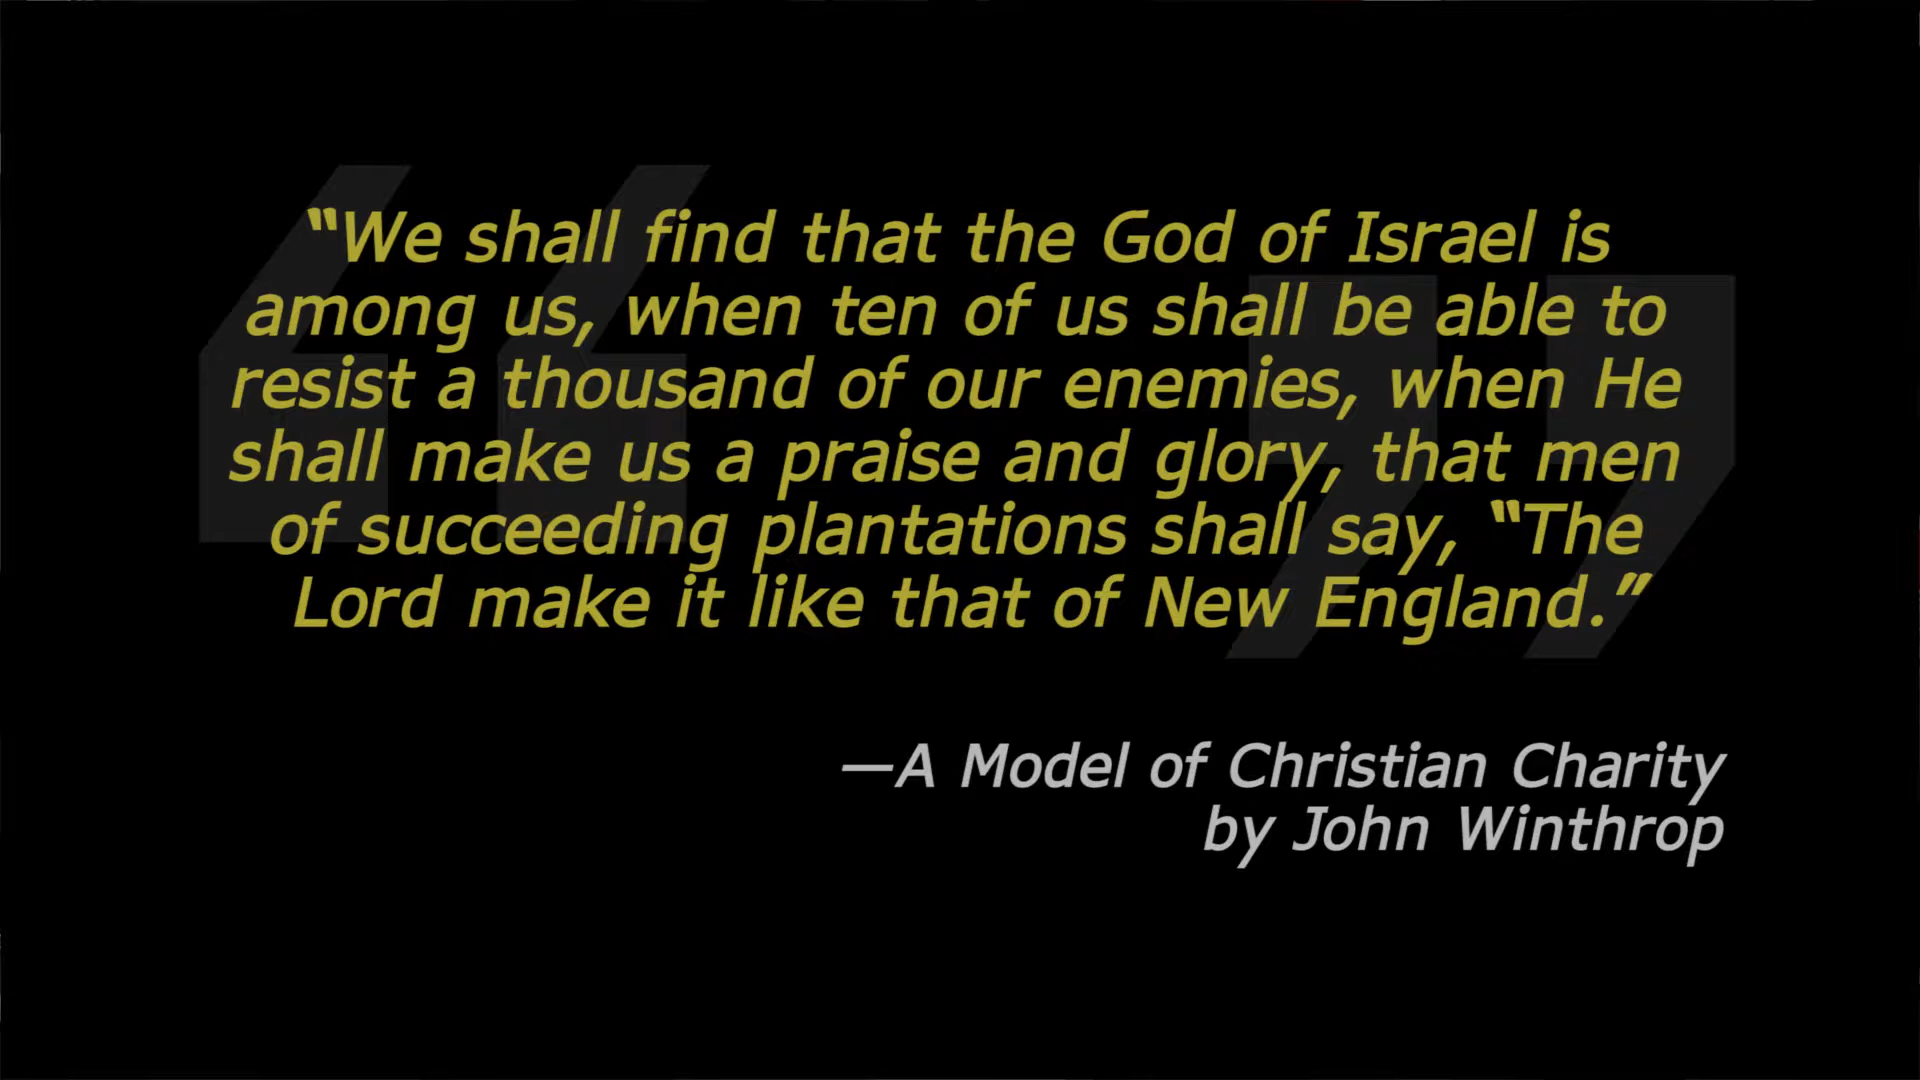 “We shall find that the God of Israel is
among us, when ten of us shall be able to
resist a thousand of our enemies, when He
shall make us a praise and glory, that men
of succeeding plantations shall say, “The
Lord make it like that of New England.”
—A Model of Christian Charity
by John Winthrop